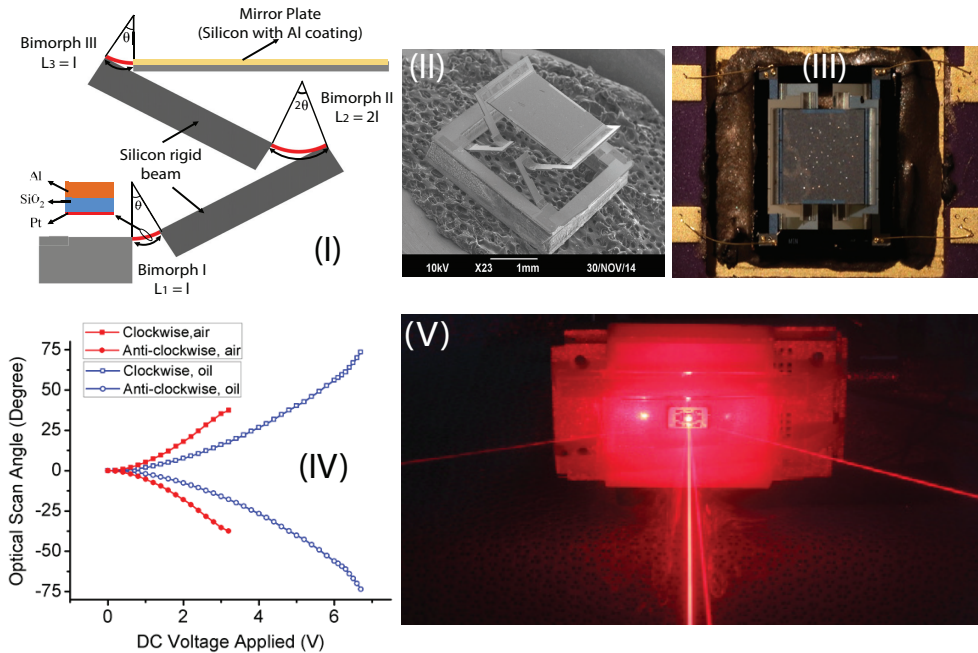 Mirror Plate
(Silicon with Al coating)
Bimorph III
L₃ = l
θ
Bimorph II
L₂ = 2l
2θ
Silicon rigid
beam
Al
SiO₂
Pt
θ
Bimorph I
L₁ = l
(I)
(II)
10kV X23 1mm 30/NOV/14
(III)
Optical Scan Angle (Degree)
75
50
25
0
-25
-50
-75
Clockwise,air
Anti-clockwise, air
Clockwise, oil
Anti-clockwise, oil
(IV)
0 2 4 6
DC Voltage Applied (V)
(V)